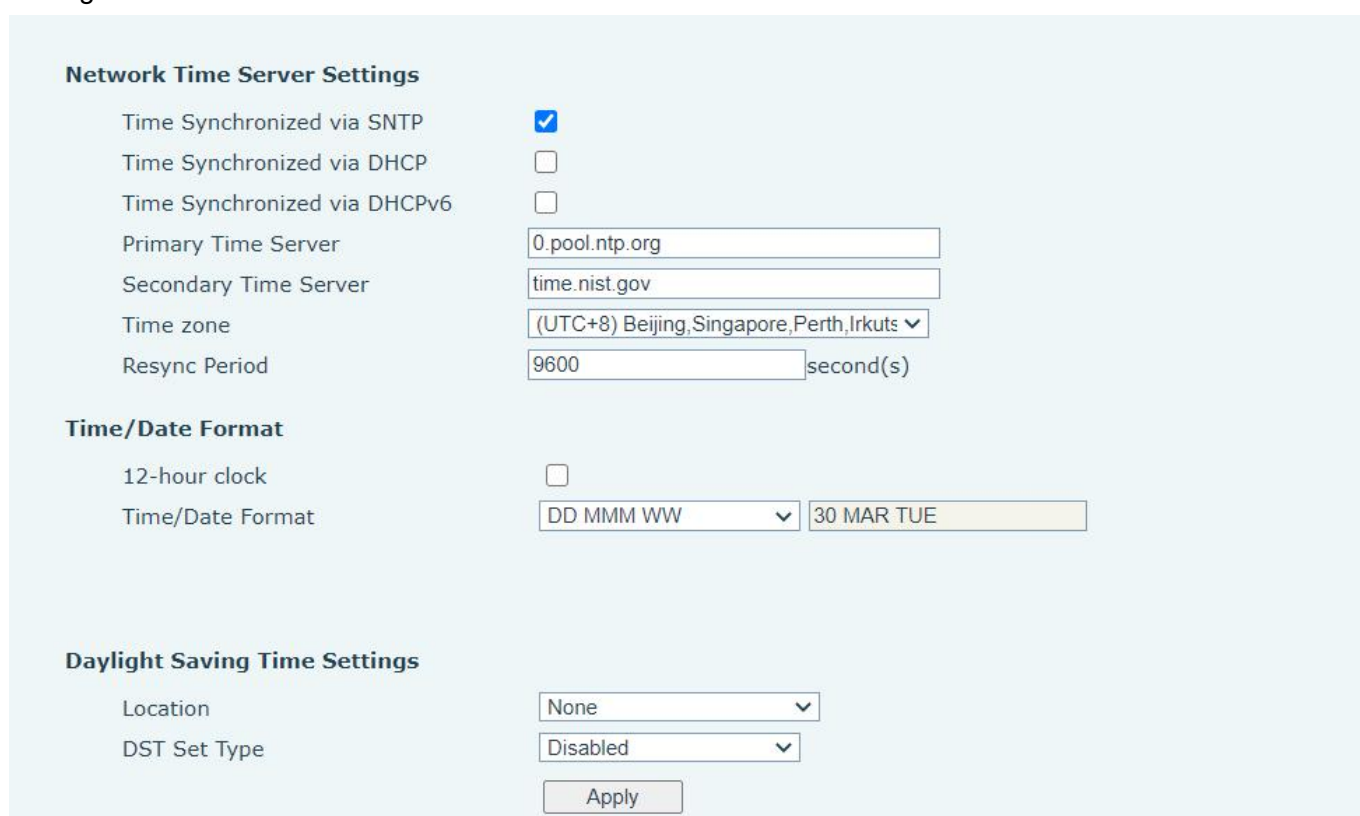 Network Time Server Settings
Time Synchronized via SNTP
Time Synchronized via DHCP
Time Synchronized via DHCPv6
Primary Time Server 0.pool.ntp.org
Secondary Time Server time.nist.gov
Time zone (UTC+8) Beijing,Singapore,Perth,Irkuts
Resync Period 9600 second(s)
Time/Date Format
12-hour clock
Time/Date Format DD MMM WW 30 MAR TUE
Daylight Saving Time Settings
Location None
DST Set Type Disabled
Apply